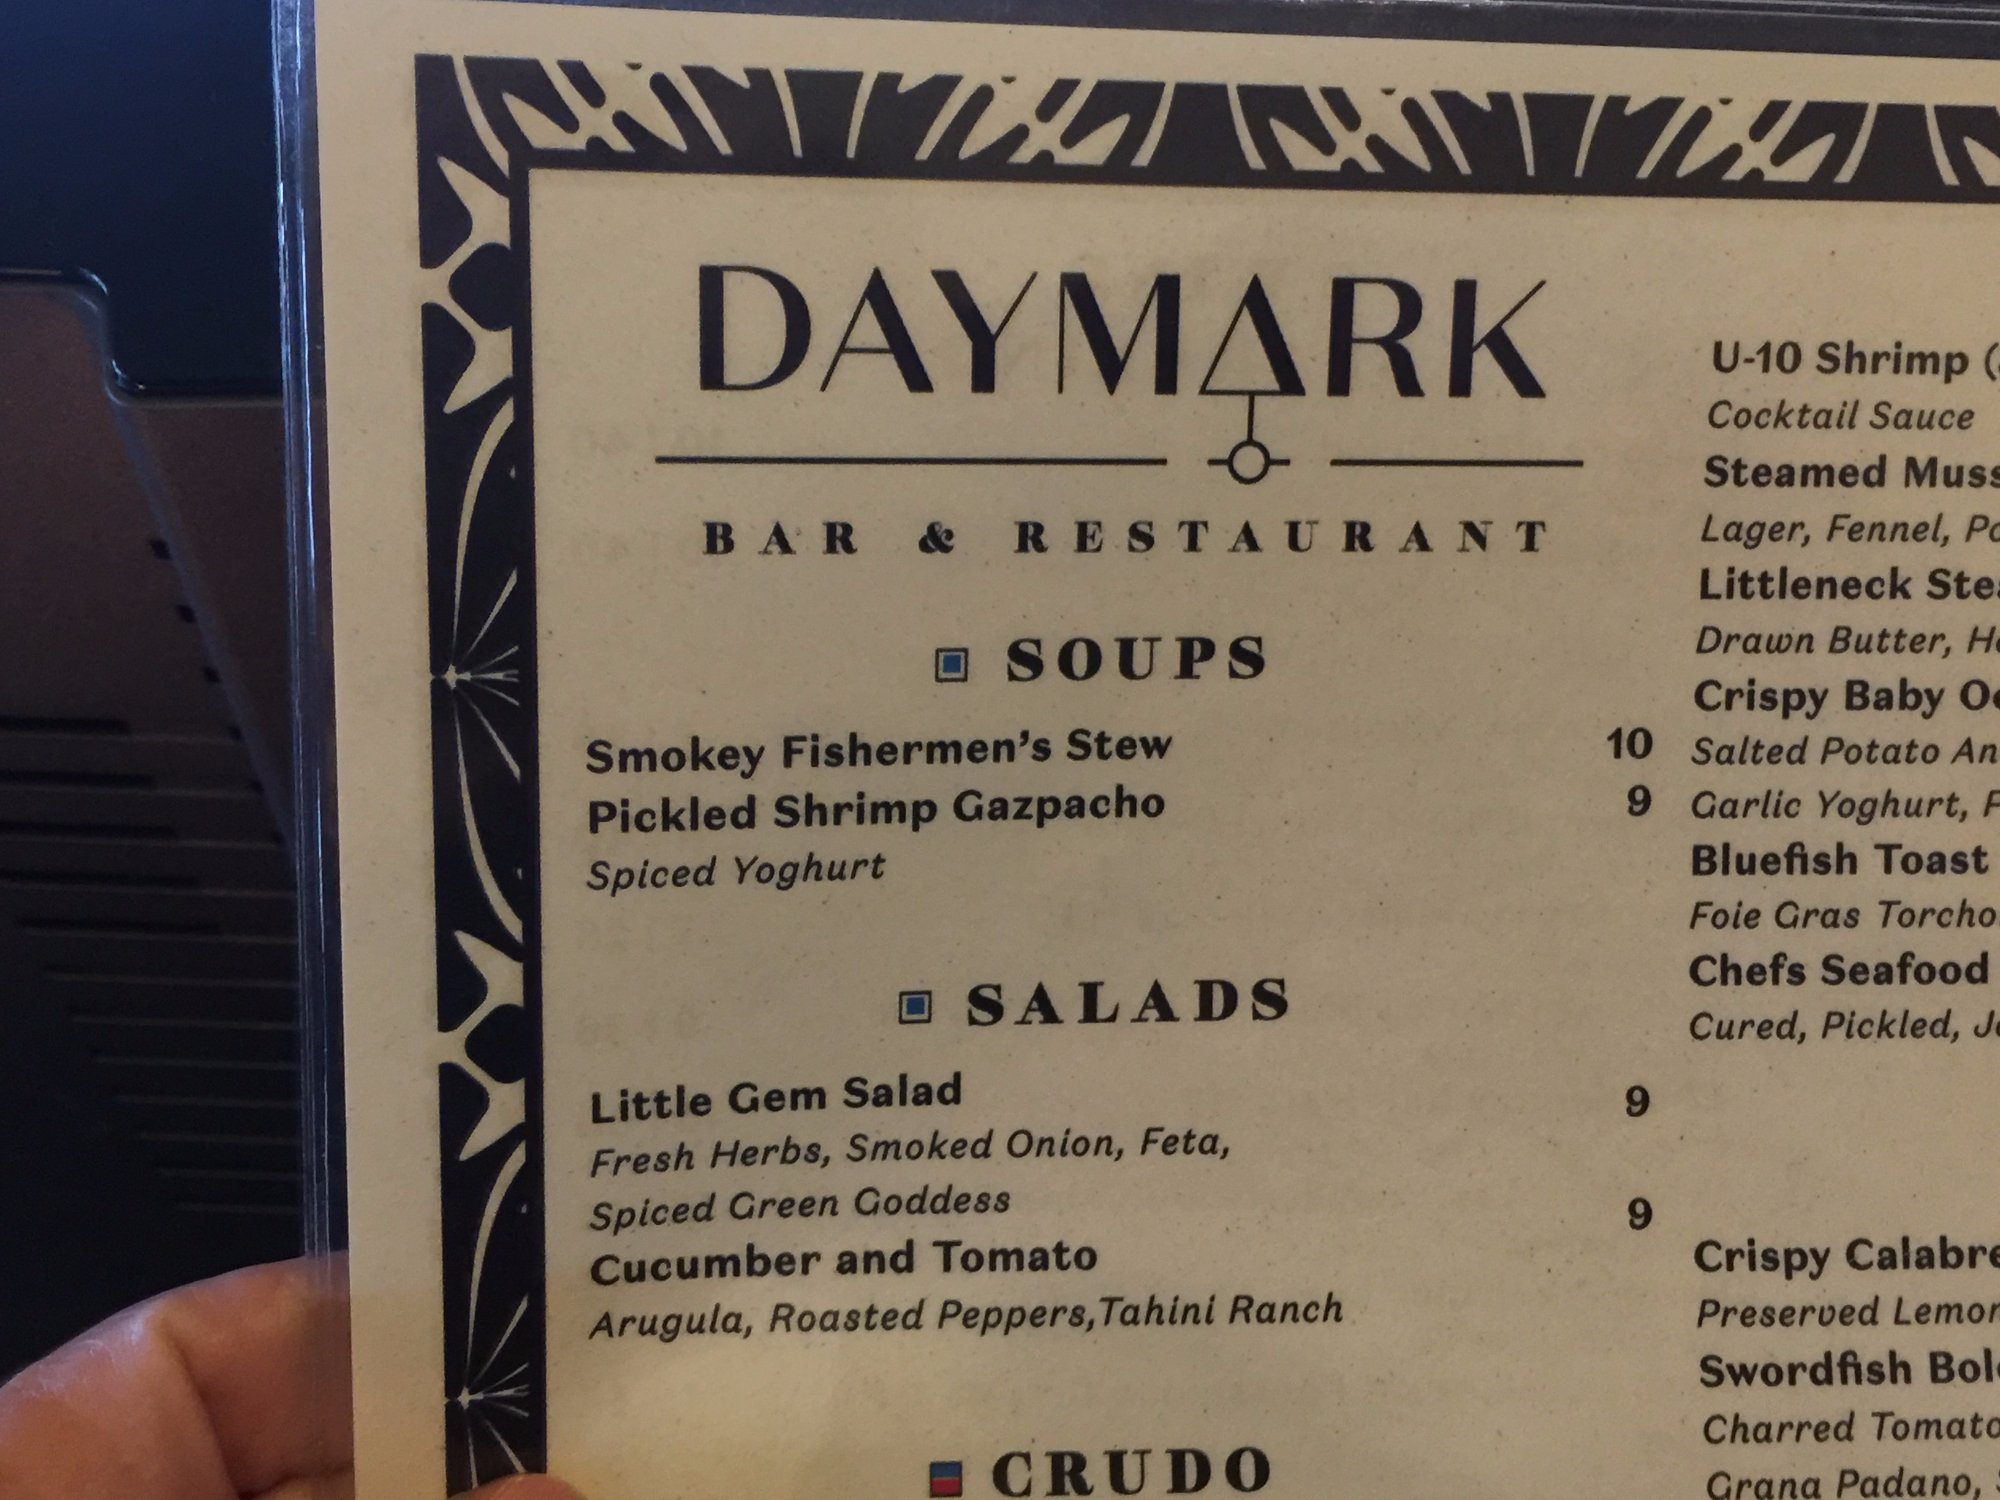 DAYMARK
BAR & RESTAURANT
SOUPS
Smokey Fishermen's Stew 10
Pickled Shrimp Gazpacho 9
Spiced Yoghurt
SALADS
Little Gem Salad 9
Fresh Herbs, Smoked Onion, Feta,
Spiced Green Goddess
Cucumber and Tomato 9
Arugula, Roasted Peppers,Tahini Ranch
CRUDO
U-10 Shrimp
Cocktail Sauce
Steamed
Lager, Fennel,
Littleneck
Drawn Butter,
Crispy Baby
Salted Potato
Garlic Yoghurt,
Bluefish Toast
Foie Gras
Chefs Seafood
Cured, Pickled,
Crispy
Preserved
Swordfish
Charred
Grana Padano,